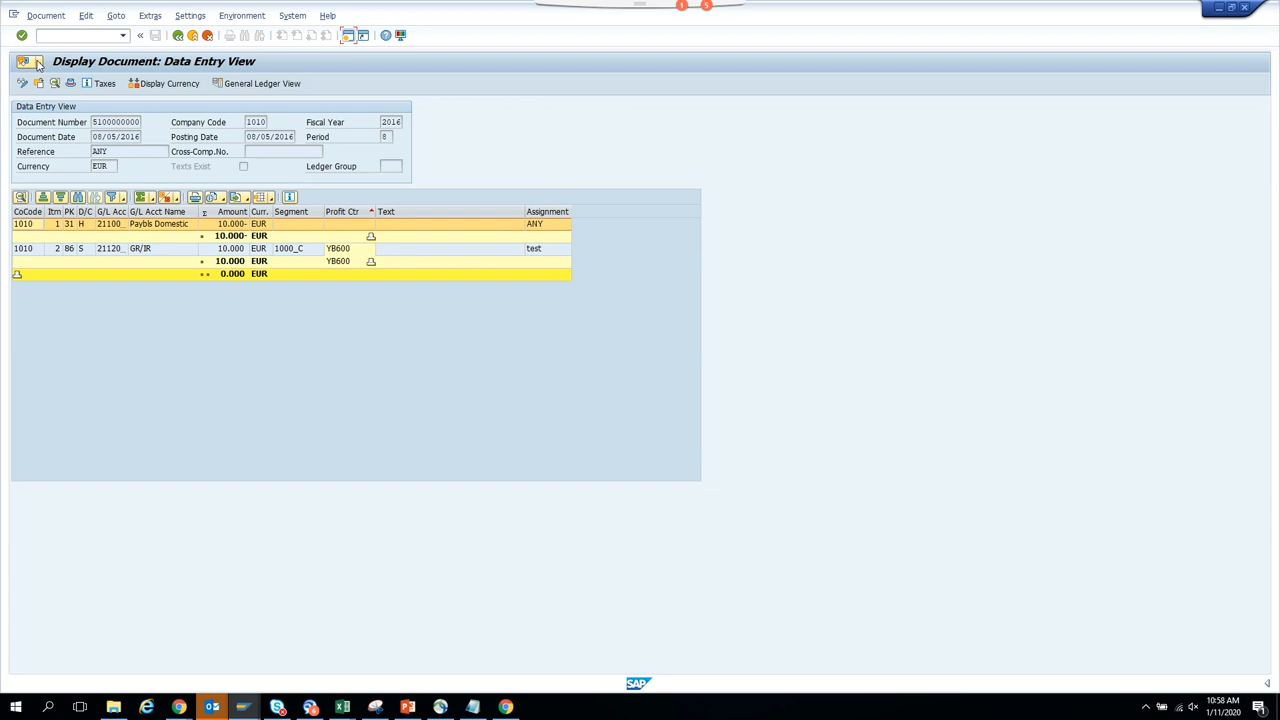 Document Edit Goto Extras Settings Environment System Help
1 5
Display Document: Data Entry View
Taxes Display Currency General Ledger View
Data Entry View
Document Number 5100000000 Company Code 1010 Fiscal Year 2016
Document Date 08/05/2016 Posting Date 08/05/2016 Period 8
Reference ANY Cross-Comp.No.
Currency EUR Texts Exist Ledger Group
CoCode Itm PK D/C G/L Acc G/L Acct Name Σ Amount Curr. Segment Profit Ctr Text Assignment
1010 1 31 H 21100_ Paybls Domestic 10.000- EUR ANY
10.000- EUR
1010 2 86 S 21120_ GR/IR 10.000 EUR 1000_C YB600 test
10.000 EUR YB600
0.000 EUR
SAP
10:58 AM
1/11/2020